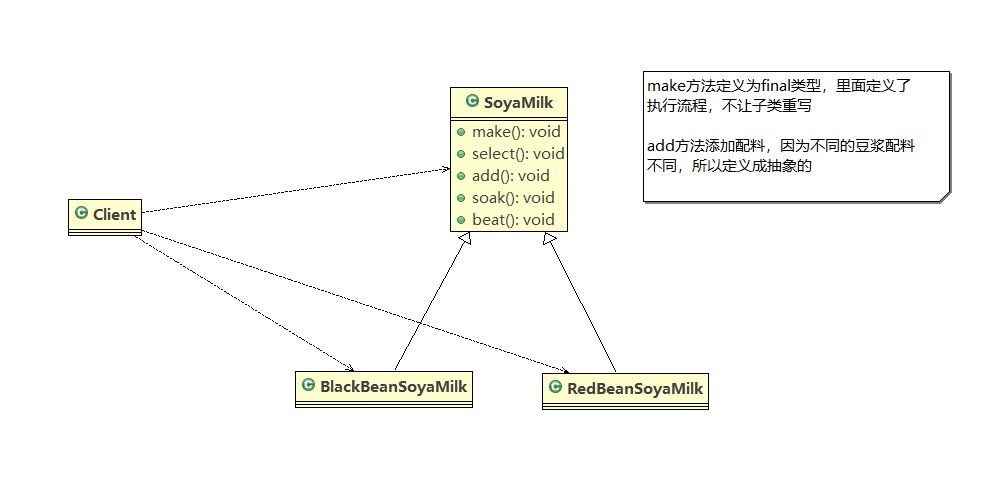 SoyaMilk
make(): void
select(): void
add(): void
soak(): void
beat(): void
make方法定义为final类型，里面定义了
执行流程，不让子类重写
add方法添加配料，因为不同的豆浆配料
不同，所以定义成抽象的
Client
BlackBeanSoyaMilk
RedBeanSoyaMilk